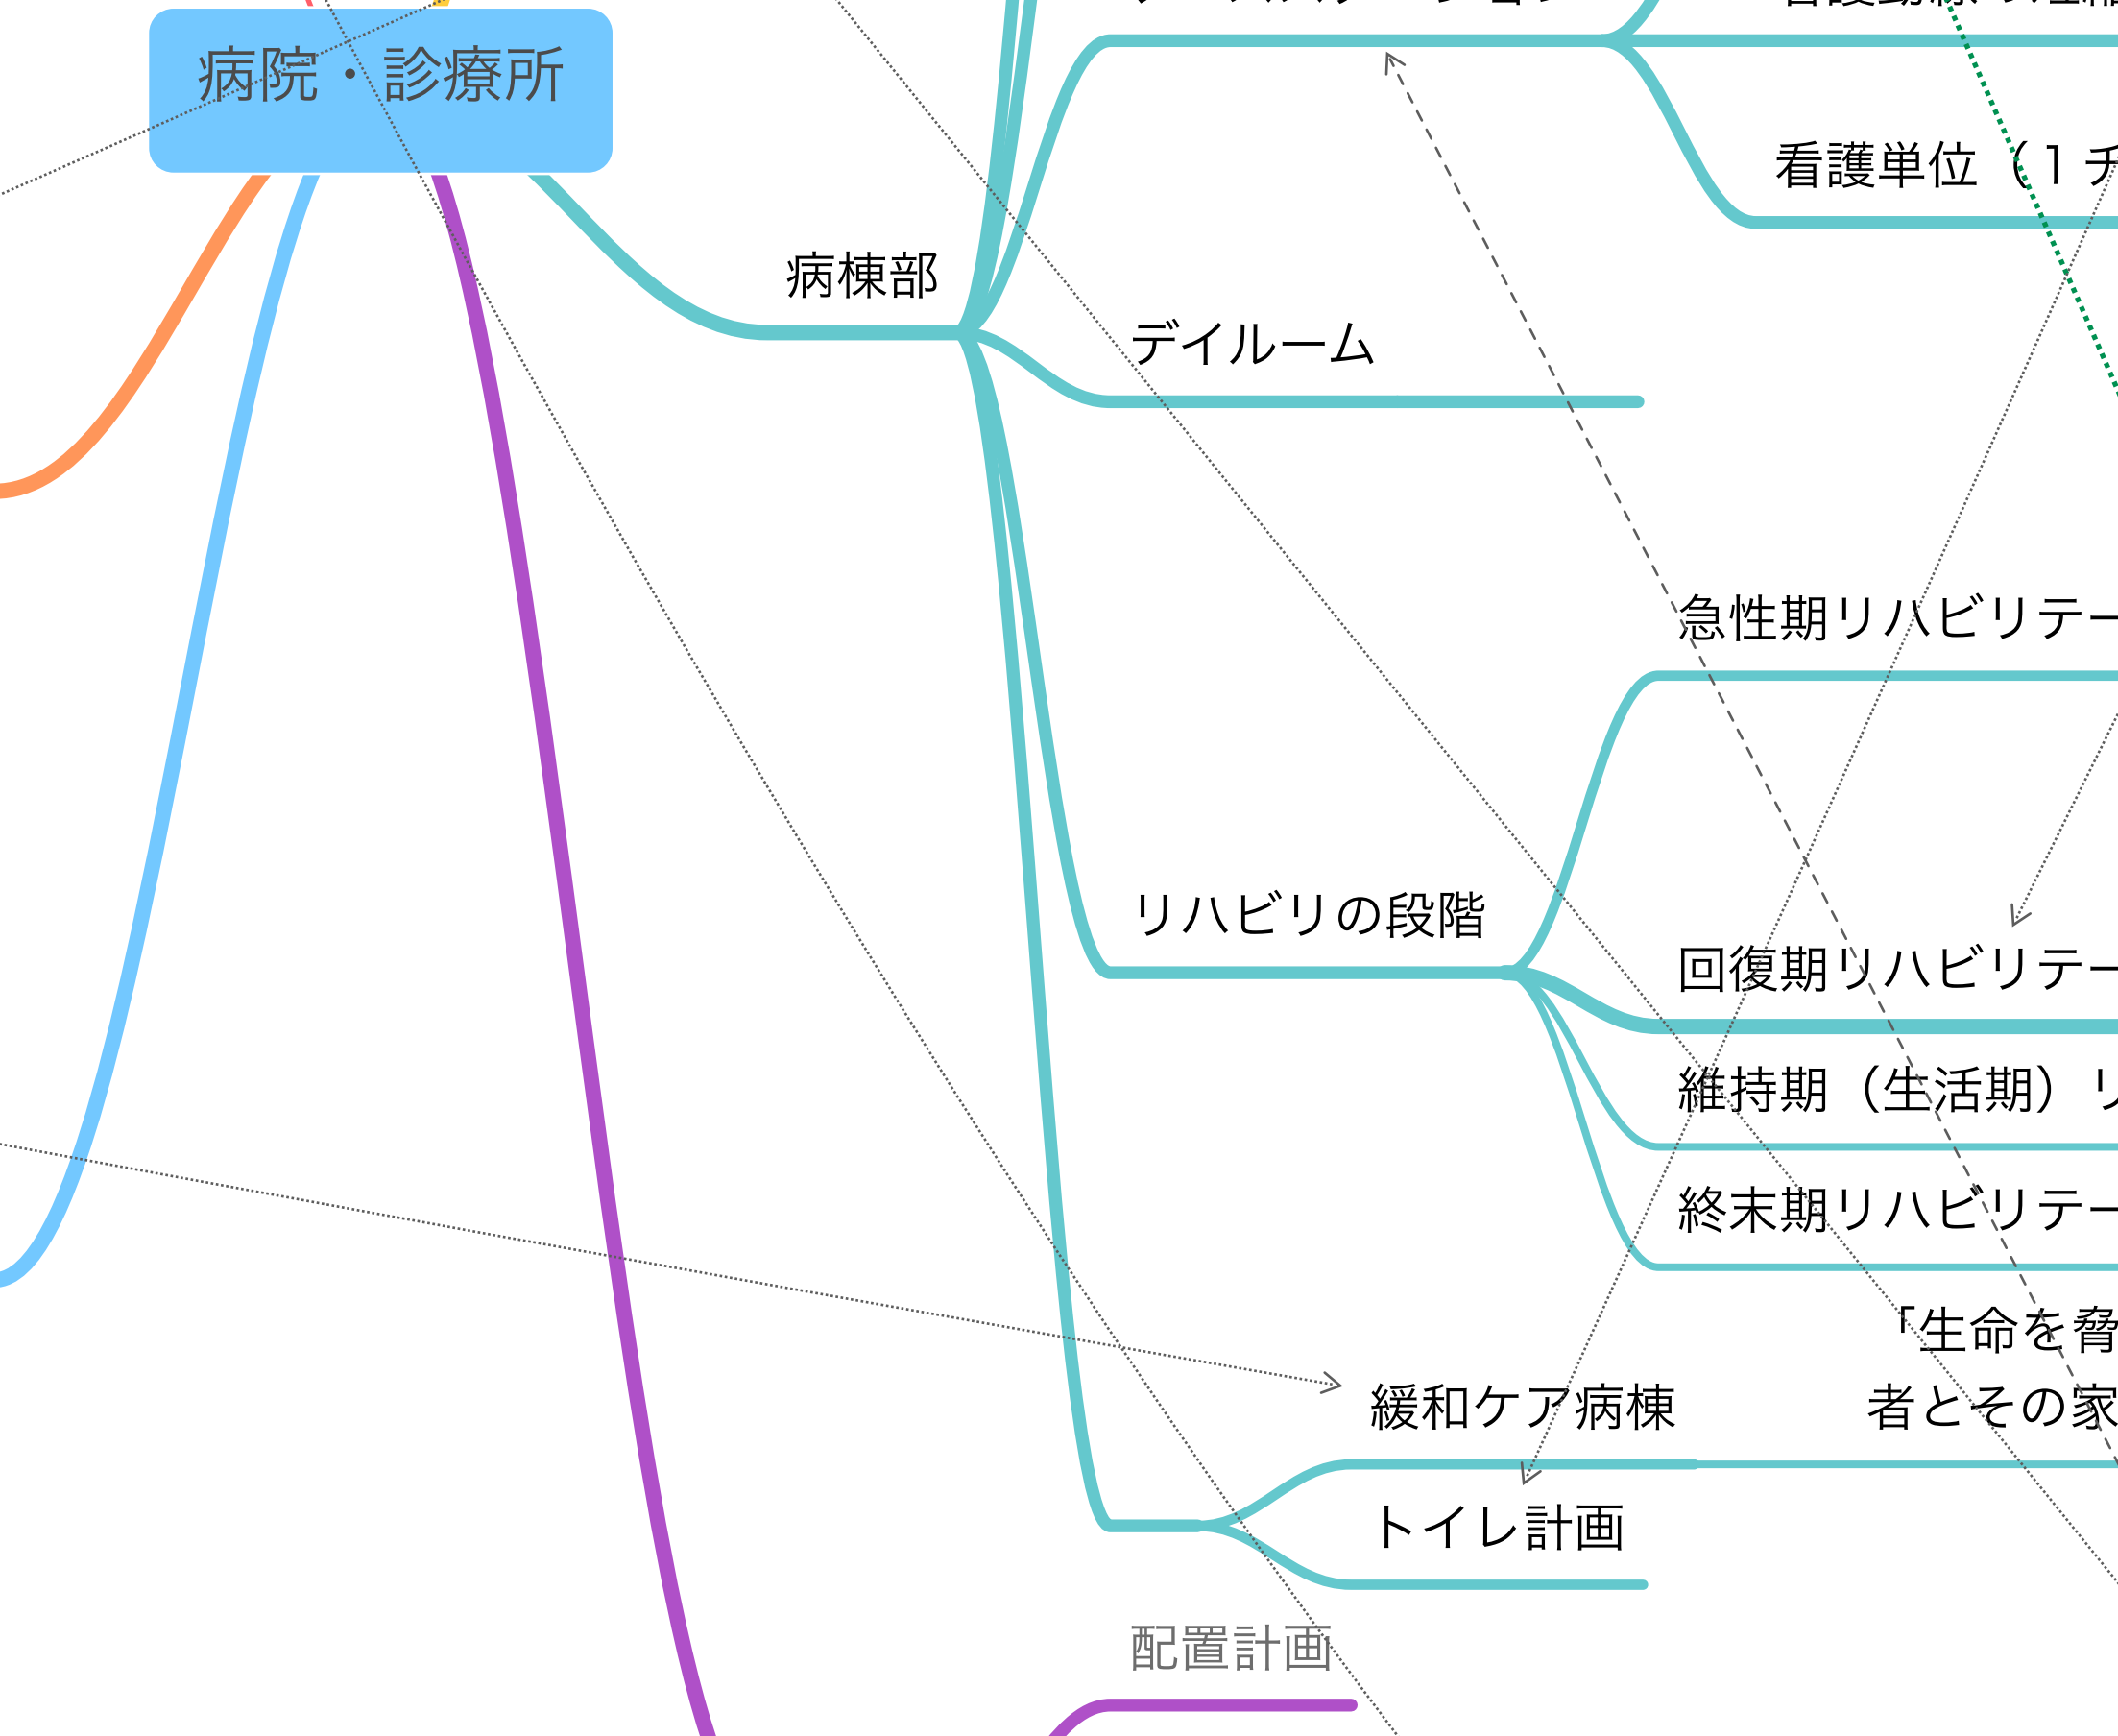 病院・診療所
看護単位（１チ
病棟部
デイルーム
急性期リハビリテー
リハビリの段階
回復期リハビリテー
維持期（生活期）リ
終末期リハビリテー
「生命を脅
緩和ケア病棟
者とその家
トイレ計画
配置計画